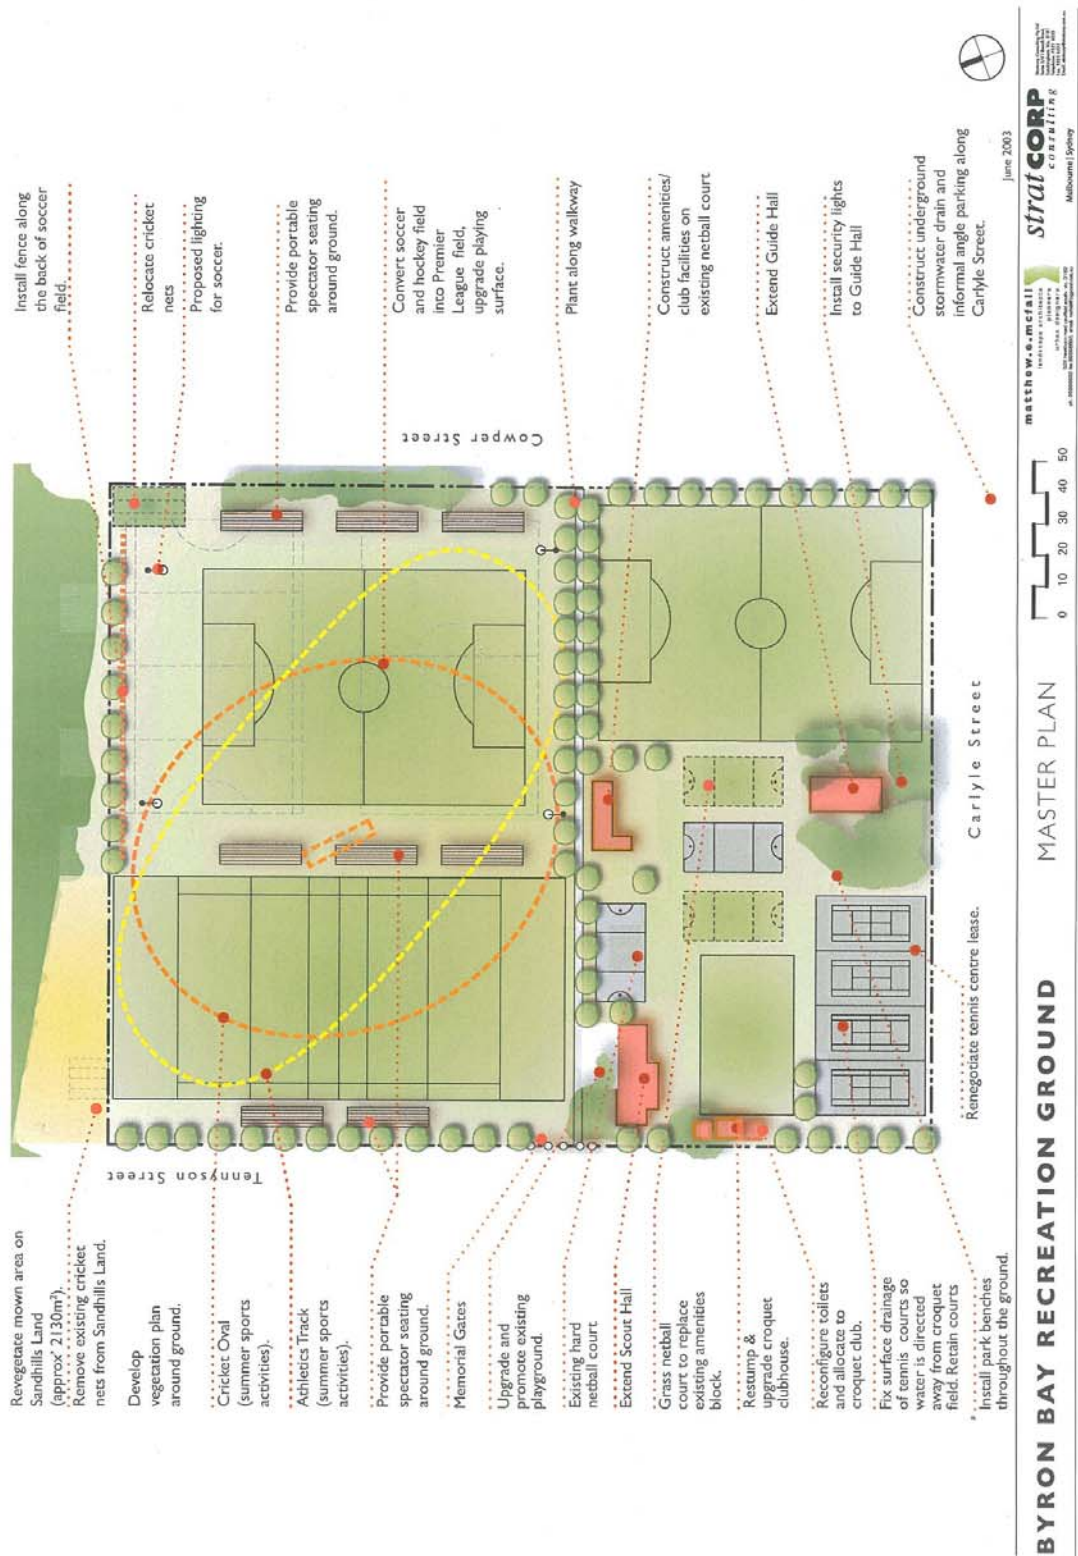 Revegetate mown area on
Sandhills Land
(approx' 2130m²).
Remove existing cricket
nets from Sandhills Land.
Develop
vegetation plan
around ground.
Cricket Oval
(summer sports
activities).
Athletics Track
(summer sports
activities).
Provide portable
spectator seating
around ground.
Memorial Gates
Upgrade and
promote existing
playground.
Existing hard
netball court
Extend Scout Hall
Grass netball
court to replace
existing amenities
block.
Restump &
upgrade croquet
clubhouse.
Reconfigure toilets
and allocate to
croquet club.
Fix surface drainage
of tennis courts so
water is directed
away from croquet
field. Retain courts
* Install park benches
throughout the ground.
Tennyson Street
Cowper Street
Carlyle Street
Renegotiate tennis centre lease.
Install fence along
the back of soccer
field.
Relocate cricket
nets
Proposed lighting
for soccer.
Provide portable
spectator seating
around ground.
Convert soccer
and hockey field
into Premier
League field,
upgrade playing
surface.
Plant along walkway
Construct amenities/
club facilities on
existing netball court
Extend Guide Hall
Install security lights
to Guide Hall
Construct underground
stormwater drain and
informal angle parking along
Carlyle Street.
June 2003
BYRON BAY RECREATION GROUND
MASTER PLAN
0 10 20 30 40 50
matthew.e.mcfall
landscape architects
planners
urban designers
stratCORP
consulting
Melbourne | Sydney